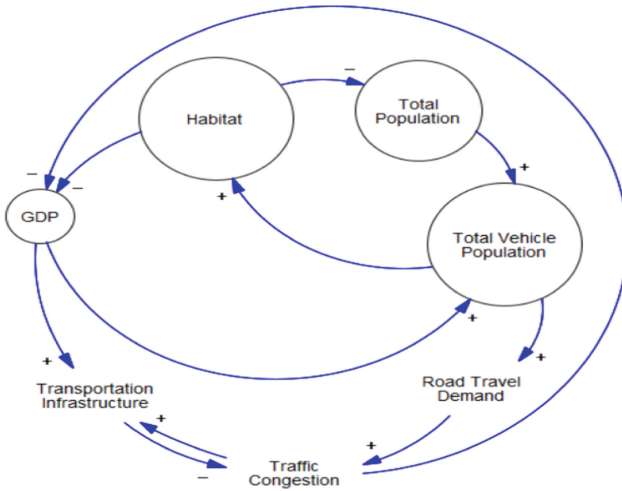 −
Habitat
Total
Population
+
−
−
GDP
+
Total Vehicle
Population
+
+
+
Transportation
Infrastructure
Road Travel
Demand
+
+
−
Traffic
Congestion